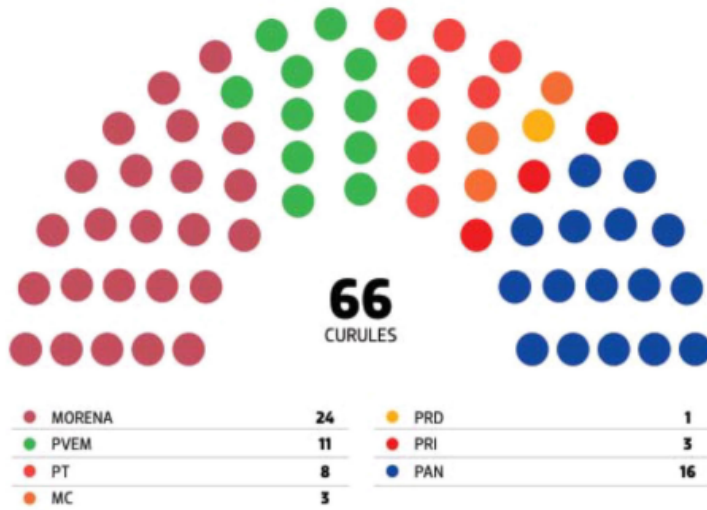 66
CURULES
MORENA 24
PVEM 11
PT 8
MC 3
PRD 1
PRI 3
PAN 16